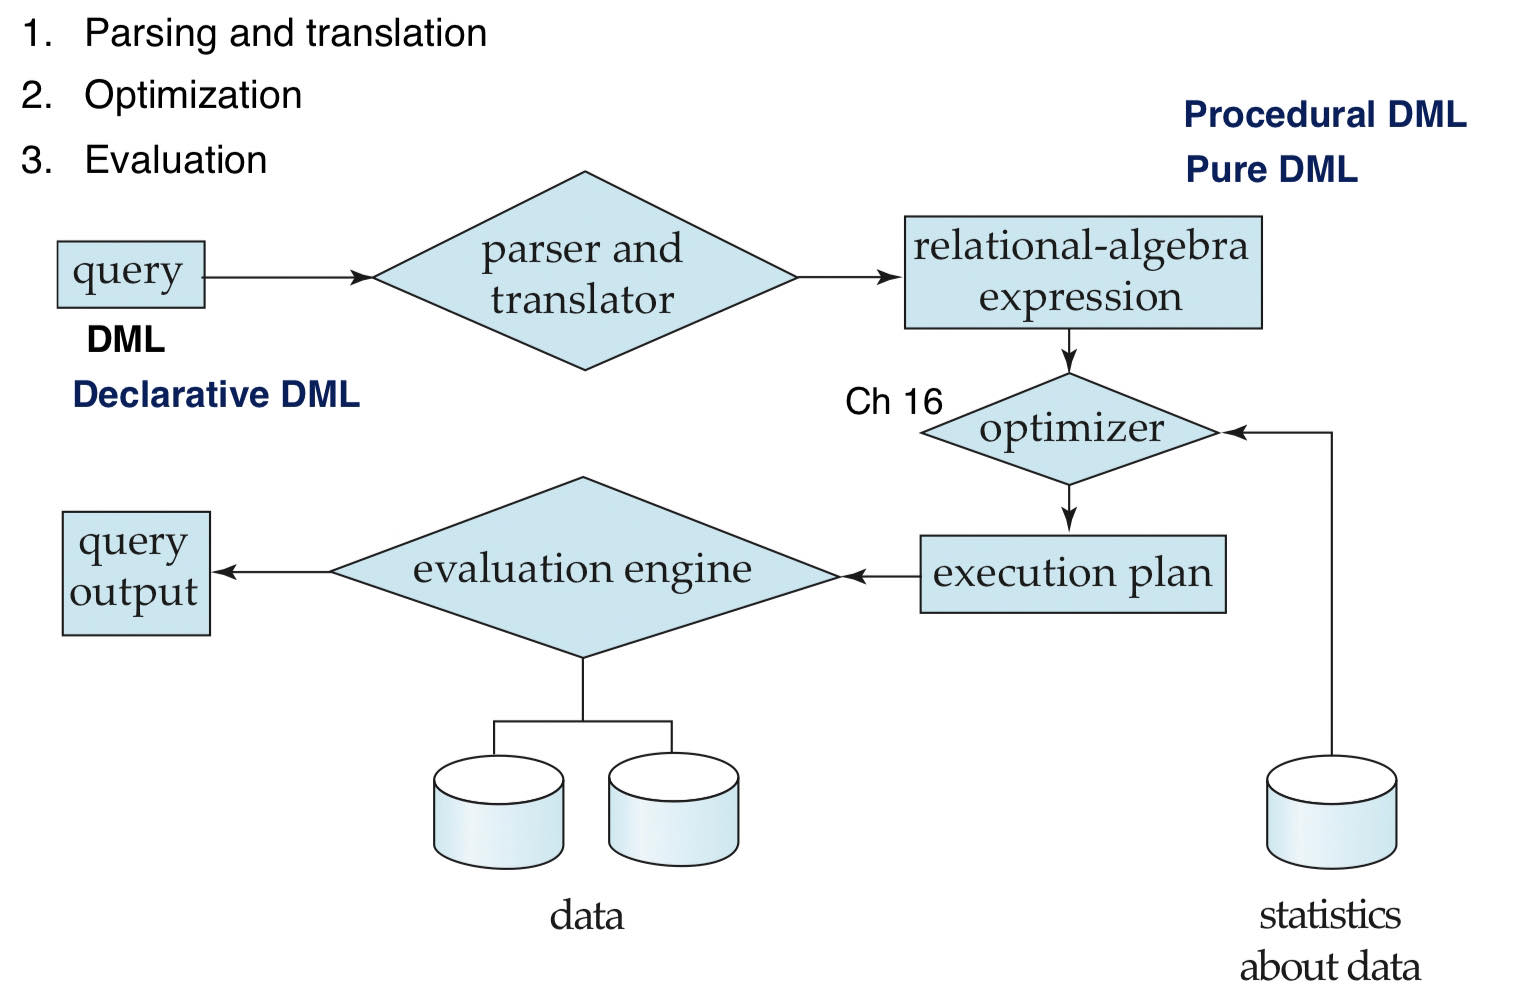 1. Parsing and translation
2. Optimization
3. Evaluation
Procedural DML
Pure DML
query
parser and
translator
relational-algebra
expression
DML
Declarative DML
Ch 16
optimizer
query
output
evaluation engine
execution plan
data
statistics
about data